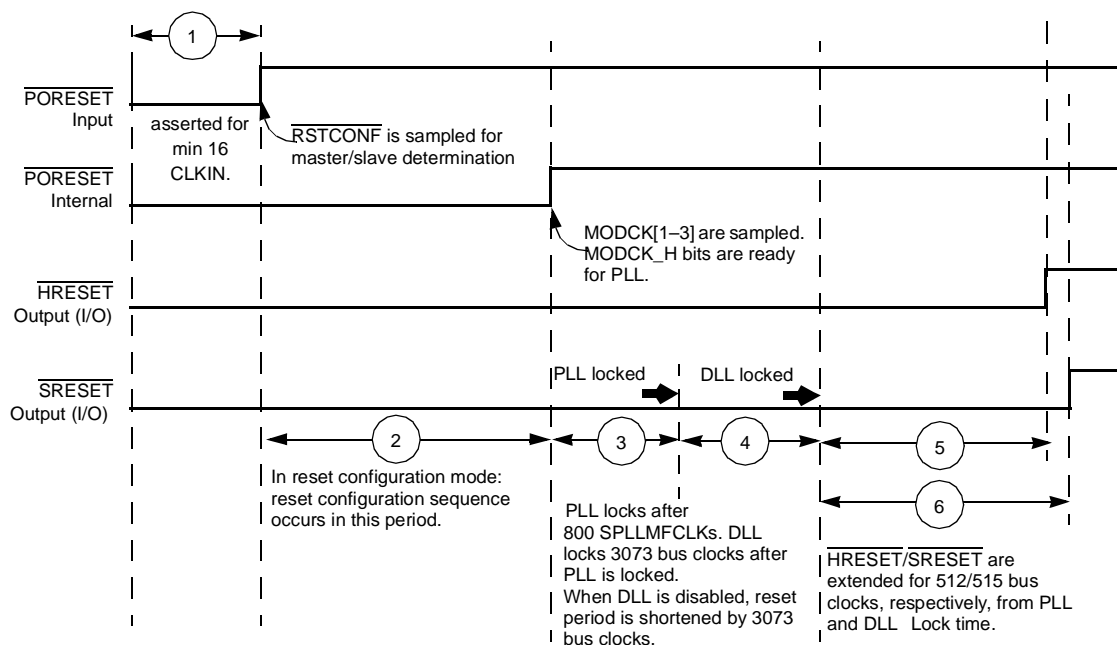 1
PORESET
Input
asserted for
min 16
CLKIN.
RSTCONF is sampled for
master/slave determination
PORESET
Internal
MODCK[1–3] are sampled.
MODCK_H bits are ready
for PLL.
HRESET
Output (I/O)
SRESET
Output (I/O)
PLL locked
DLL locked
2
3
4
5
In reset configuration mode:
reset configuration sequence
occurs in this period.
6
PLL locks after
800 SPLLMFCLKs. DLL
locks 3073 bus clocks after
PLL is locked.
When DLL is disabled, reset
period is shortened by 3073
bus clocks.
HRESET/SRESET are
extended for 512/515 bus
clocks, respectively, from PLL
and DLL Lock time.